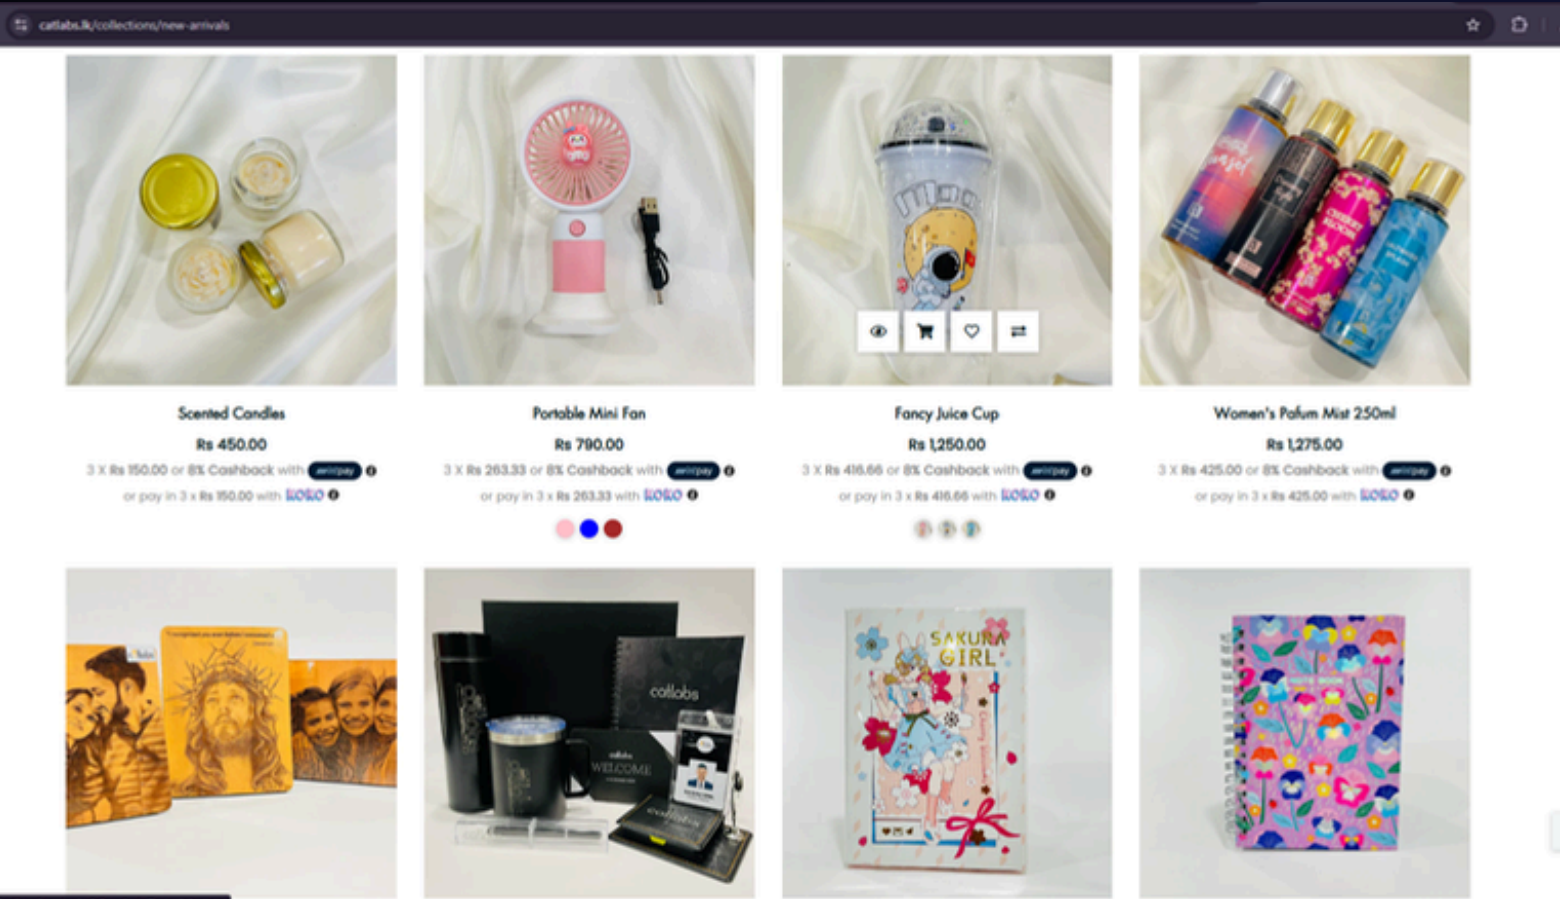 catlabs.lk/collections/new-arrivals
Scented Candles
Portable Mini Fan
Fancy Juice Cup
Women's Pafum Mist 250ml
Rs 450.00
Rs 790.00
Rs 1,250.00
Rs 1,275.00
3 X Rs 150.00 or 8% Cashback with
3 X Rs 263.33 or 8% Cashback with
3 X Rs 416.66 or 8% Cashback with
3 X Rs 425.00 or 8% Cashback with
or pay in 3 x Rs 150.00 with KOKO
or pay in 3 x Rs 263.33 with KOKO
or pay in 3 x Rs 416.66 with KOKO
or pay in 3 x Rs 425.00 with KOKO
catlabs
WELCOME
catlabs
SAKURA
GIRL